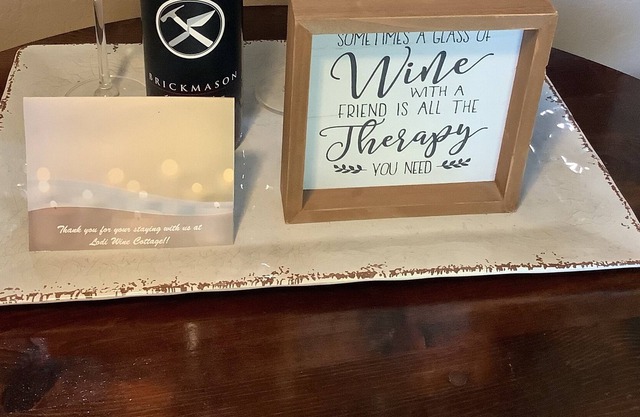 BRICKMASON
SOMETIMES A GLASS OF
Wine
WITH A
FRIEND IS ALL THE
Therapy
YOU NEED
Thank you for your staying with us at
Lodi Wine Cottage!!